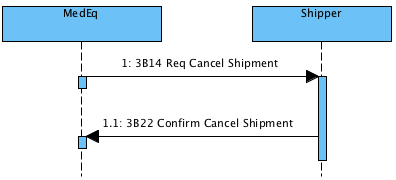 MedEq
Shipper
1: 3B14 Req Cancel Shipment
1.1: 3B22 Confirm Cancel Shipment